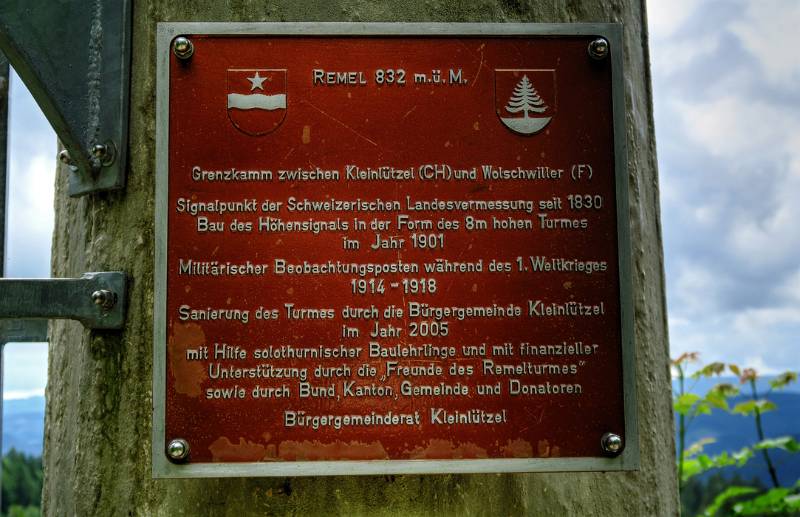 Remel 832 m.ü.M.
Grenzkamm zwischen Kleinlützel (CH) und Wolschwiller (F)
Signalpunkt der Schweizerischen Landesvermessung seit 1830
Bau des Höhensignals in der Form des 8m hohen Turmes
im Jahr 1901
Militärischer Beobachtungsposten während des 1. Weltkrieges
1914 - 1918
Sanierung des Turmes durch die Bürgergemeinde Kleinlützel
im Jahr 2005
mit Hilfe solothurnischer Baulehrlinge und mit finanzieller
Unterstützung durch die „Freunde des Remelturmes"
sowie durch Bund, Kanton, Gemeinde und Donatoren
Bürgergemeinderat Kleinlützel